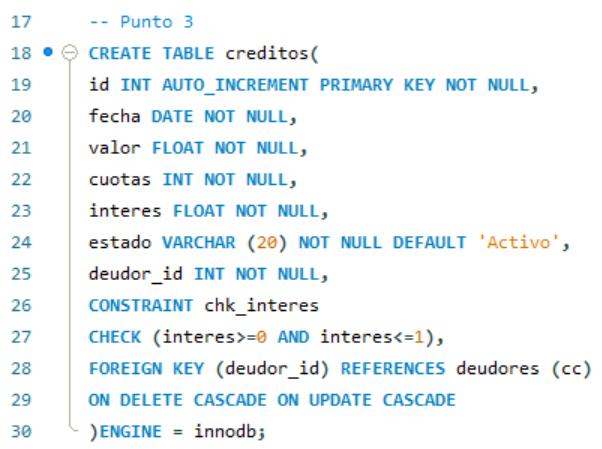 17 -- Punto 3
18 CREATE TABLE creditos(
19 id INT AUTO_INCREMENT PRIMARY KEY NOT NULL,
20 fecha DATE NOT NULL,
21 valor FLOAT NOT NULL,
22 cuotas INT NOT NULL,
23 interes FLOAT NOT NULL,
24 estado VARCHAR (20) NOT NULL DEFAULT 'Activo',
25 deudor_id INT NOT NULL,
26 CONSTRAINT chk_interes
27 CHECK (interes>=0 AND interes<=1),
28 FOREIGN KEY (deudor_id) REFERENCES deudores (cc)
29 ON DELETE CASCADE ON UPDATE CASCADE
30 )ENGINE = innodb;